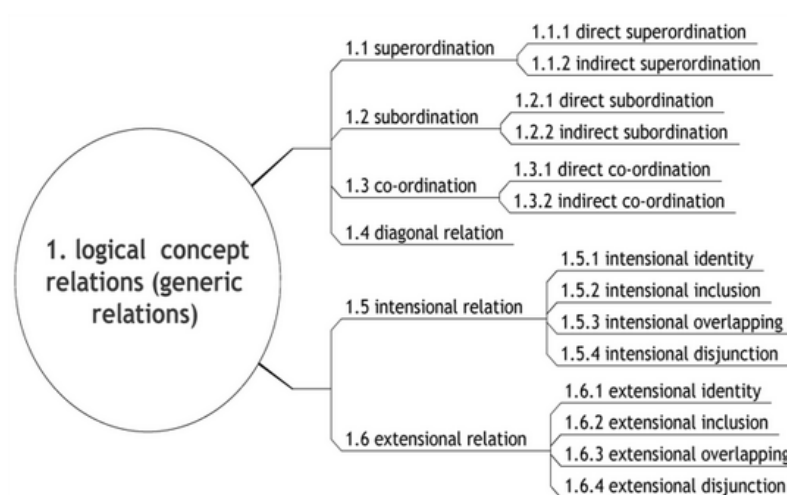 1. logical concept
relations (generic
relations)
1.1 superordination
1.1.1 direct superordination
1.1.2 indirect superordination
1.2 subordination
1.2.1 direct subordination
1.2.2 indirect subordination
1.3 co-ordination
1.3.1 direct co-ordination
1.3.2 indirect co-ordination
1.4 diagonal relation
1.5 intensional relation
1.5.1 intensional identity
1.5.2 intensional inclusion
1.5.3 intensional overlapping
1.5.4 intensional disjunction
1.6 extensional relation
1.6.1 extensional identity
1.6.2 extensional inclusion
1.6.3 extensional overlapping
1.6.4 extensional disjunction